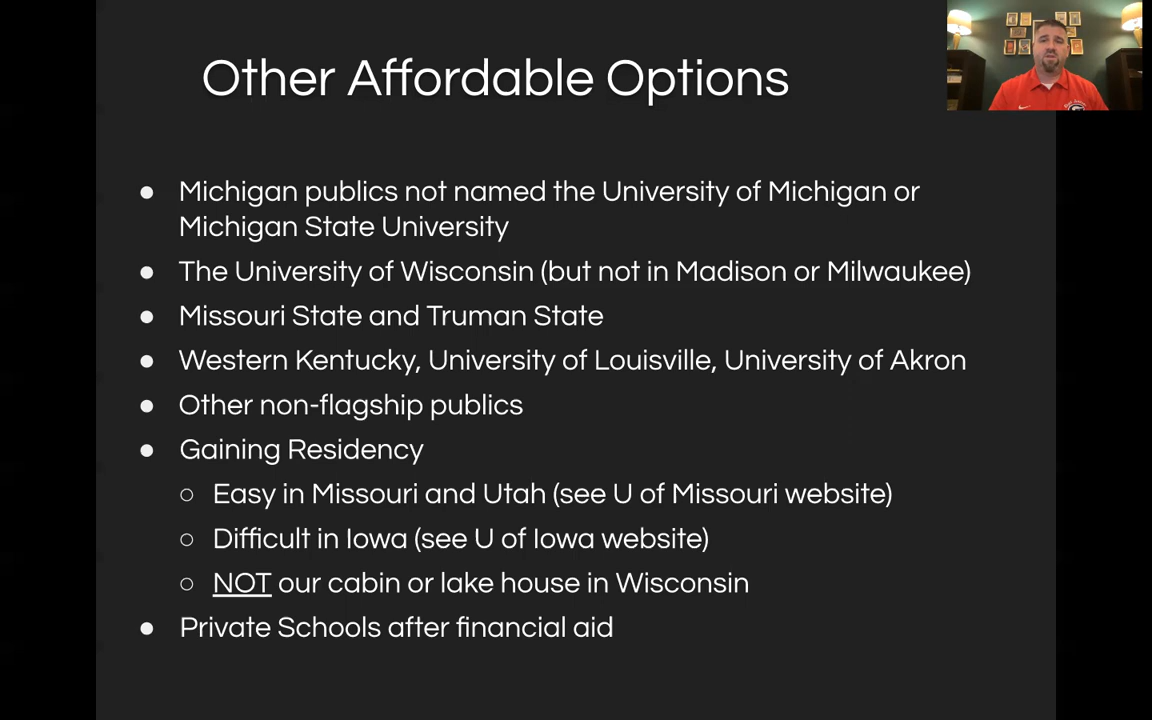 Other Affordable Options
● Michigan publics not named the University of Michigan or
Michigan State University
● The University of Wisconsin (but not in Madison or Milwaukee)
● Missouri State and Truman State
● Western Kentucky, University of Louisville, University of Akron
● Other non-flagship publics
● Gaining Residency
○ Easy in Missouri and Utah (see U of Missouri website)
○ Difficult in Iowa (see U of Iowa website)
○ NOT our cabin or lake house in Wisconsin
● Private Schools after financial aid